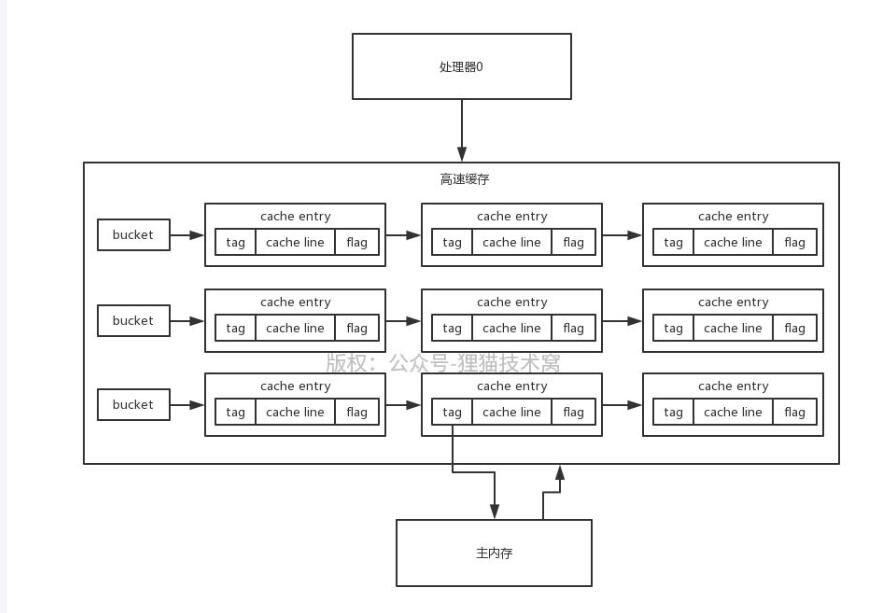 处理器0
高速缓存
cache entry cache entry cache entry
bucket tag cache line flag tag cache line flag tag cache line flag
cache entry cache entry cache entry
bucket tag cache line flag tag cache line flag tag cache line flag
版权：公众号-狸猫技术窝
cache entry cache entry cache entry
bucket tag cache line flag tag cache line flag tag cache line flag
主内存